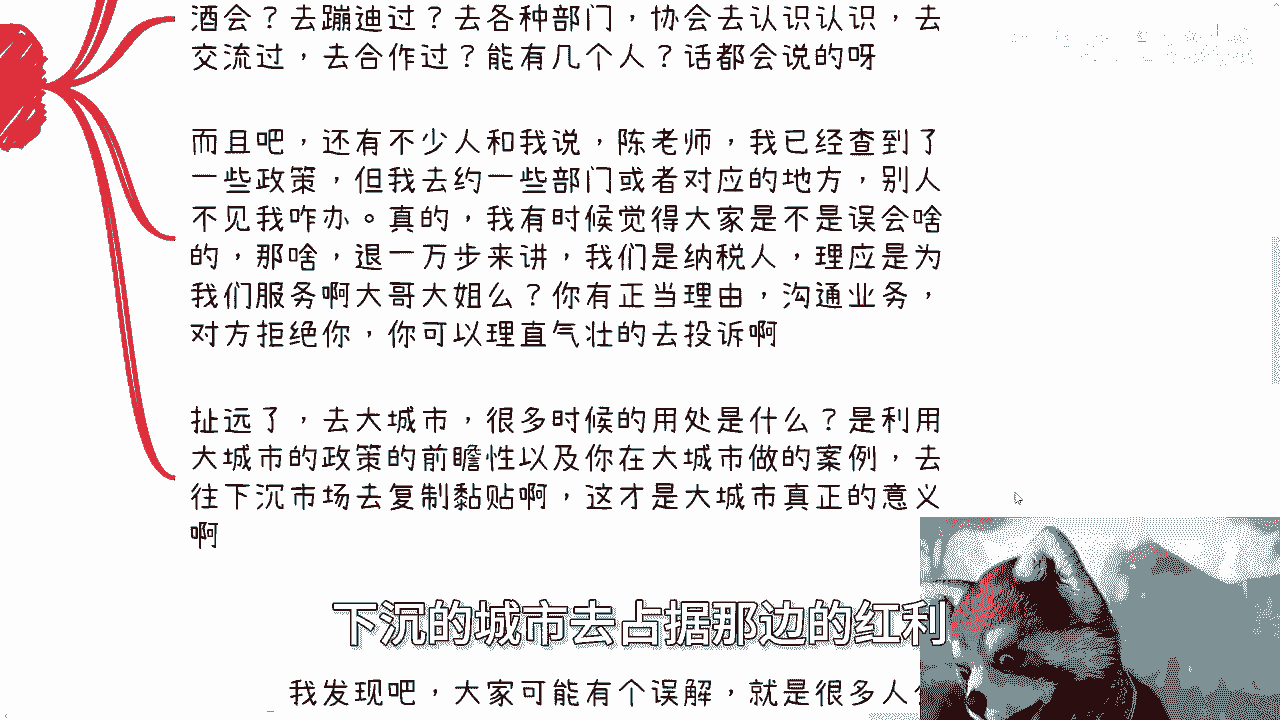 酒会？去蹦迪过？去各种部门，协会去认识认识，去
交流过，去合作过？能有几个人？话都会说的呀
而且吧，还有不少人和我说，陈老师，我已经查到了
一些政策，但我去约一些部门或者对应的地方，别人
不见我咋办。真的，我有时候觉得大家是不是误会啥
的，那啥，退一万步来讲，我们是纳税人，理应是为
我们服务啊大哥大姐么？你有正当理由，沟通业务，
对方拒绝你，你可以理直气壮的去投诉啊
扯远了，去大城市，很多时候的用处是什么？是利用
大城市的政策的前瞻性以及你在大城市做的案例，去
往下沉市场去复制黏贴啊，这才是大城市真正的意义
啊
下沉的城市去占据那边的红利
我发现吧，大家可能有个误解，就是很多人